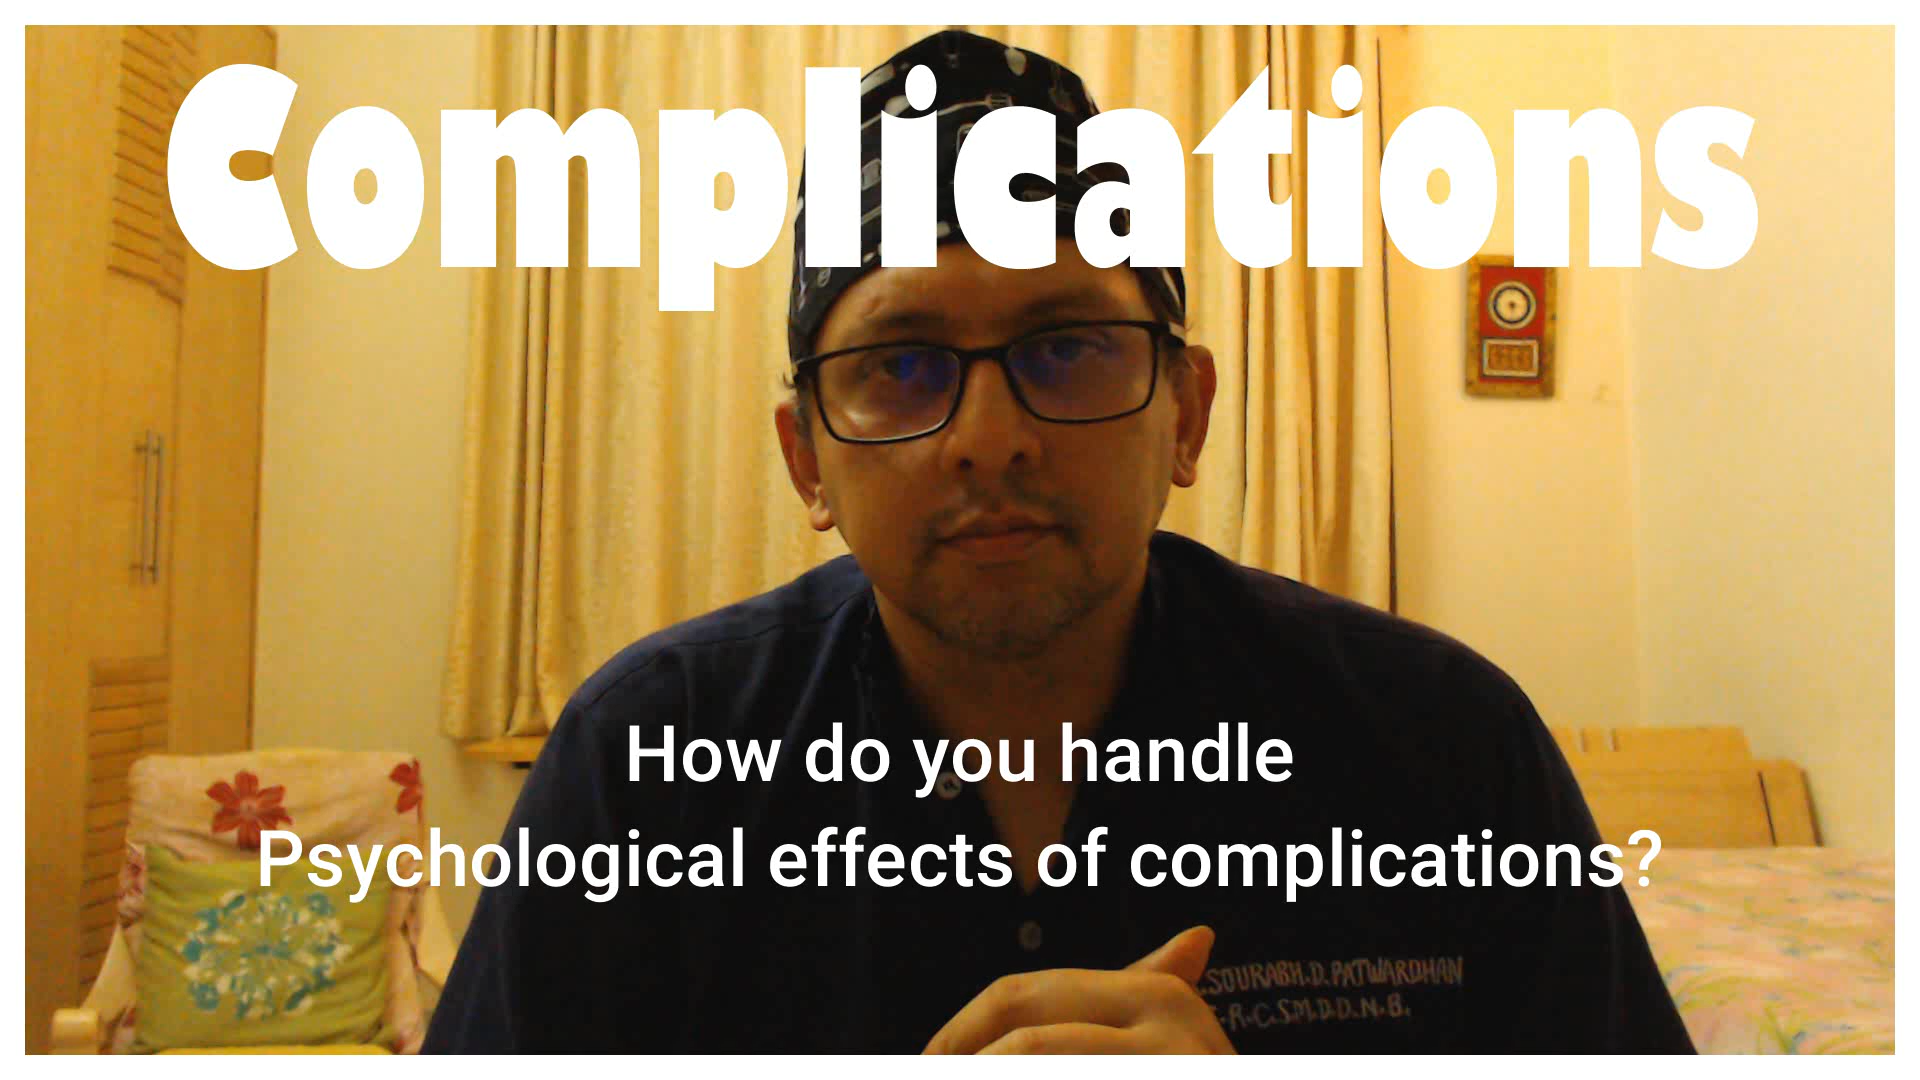 Complications
How do you handle
Psychological effects of complications?
.SOURABH.D.PATWARDHAN
.R.C.S.M.D.D.N.B.